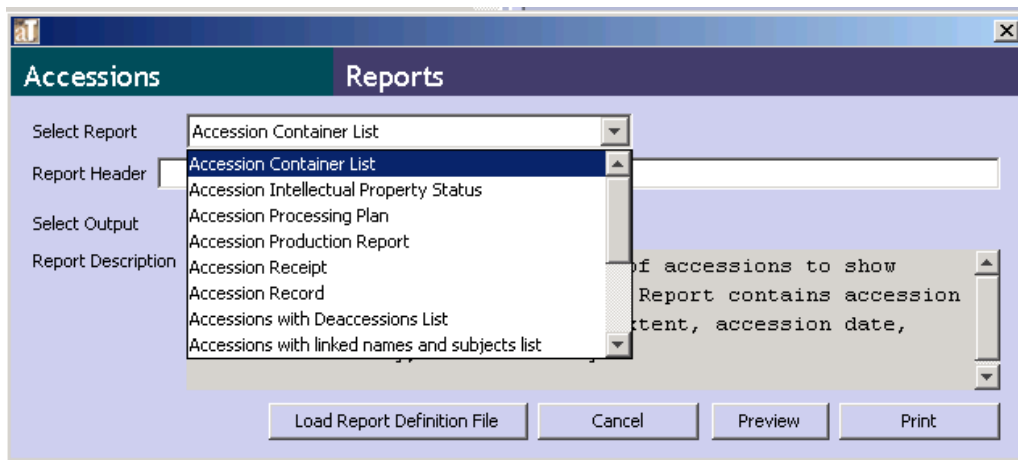 aT
Accessions Reports
Select Report Accession Container List
Accession Container List
Report Header
Accession Intellectual Property Status
Accession Processing Plan
Select Output
Accession Production Report
Report Description
Accession Receipt
of accessions to show
Accession Record
Report contains accession
Accessions with Deaccessions List
extent, accession date,
Accessions with linked names and subjects list
Load Report Definition File Cancel Preview Print